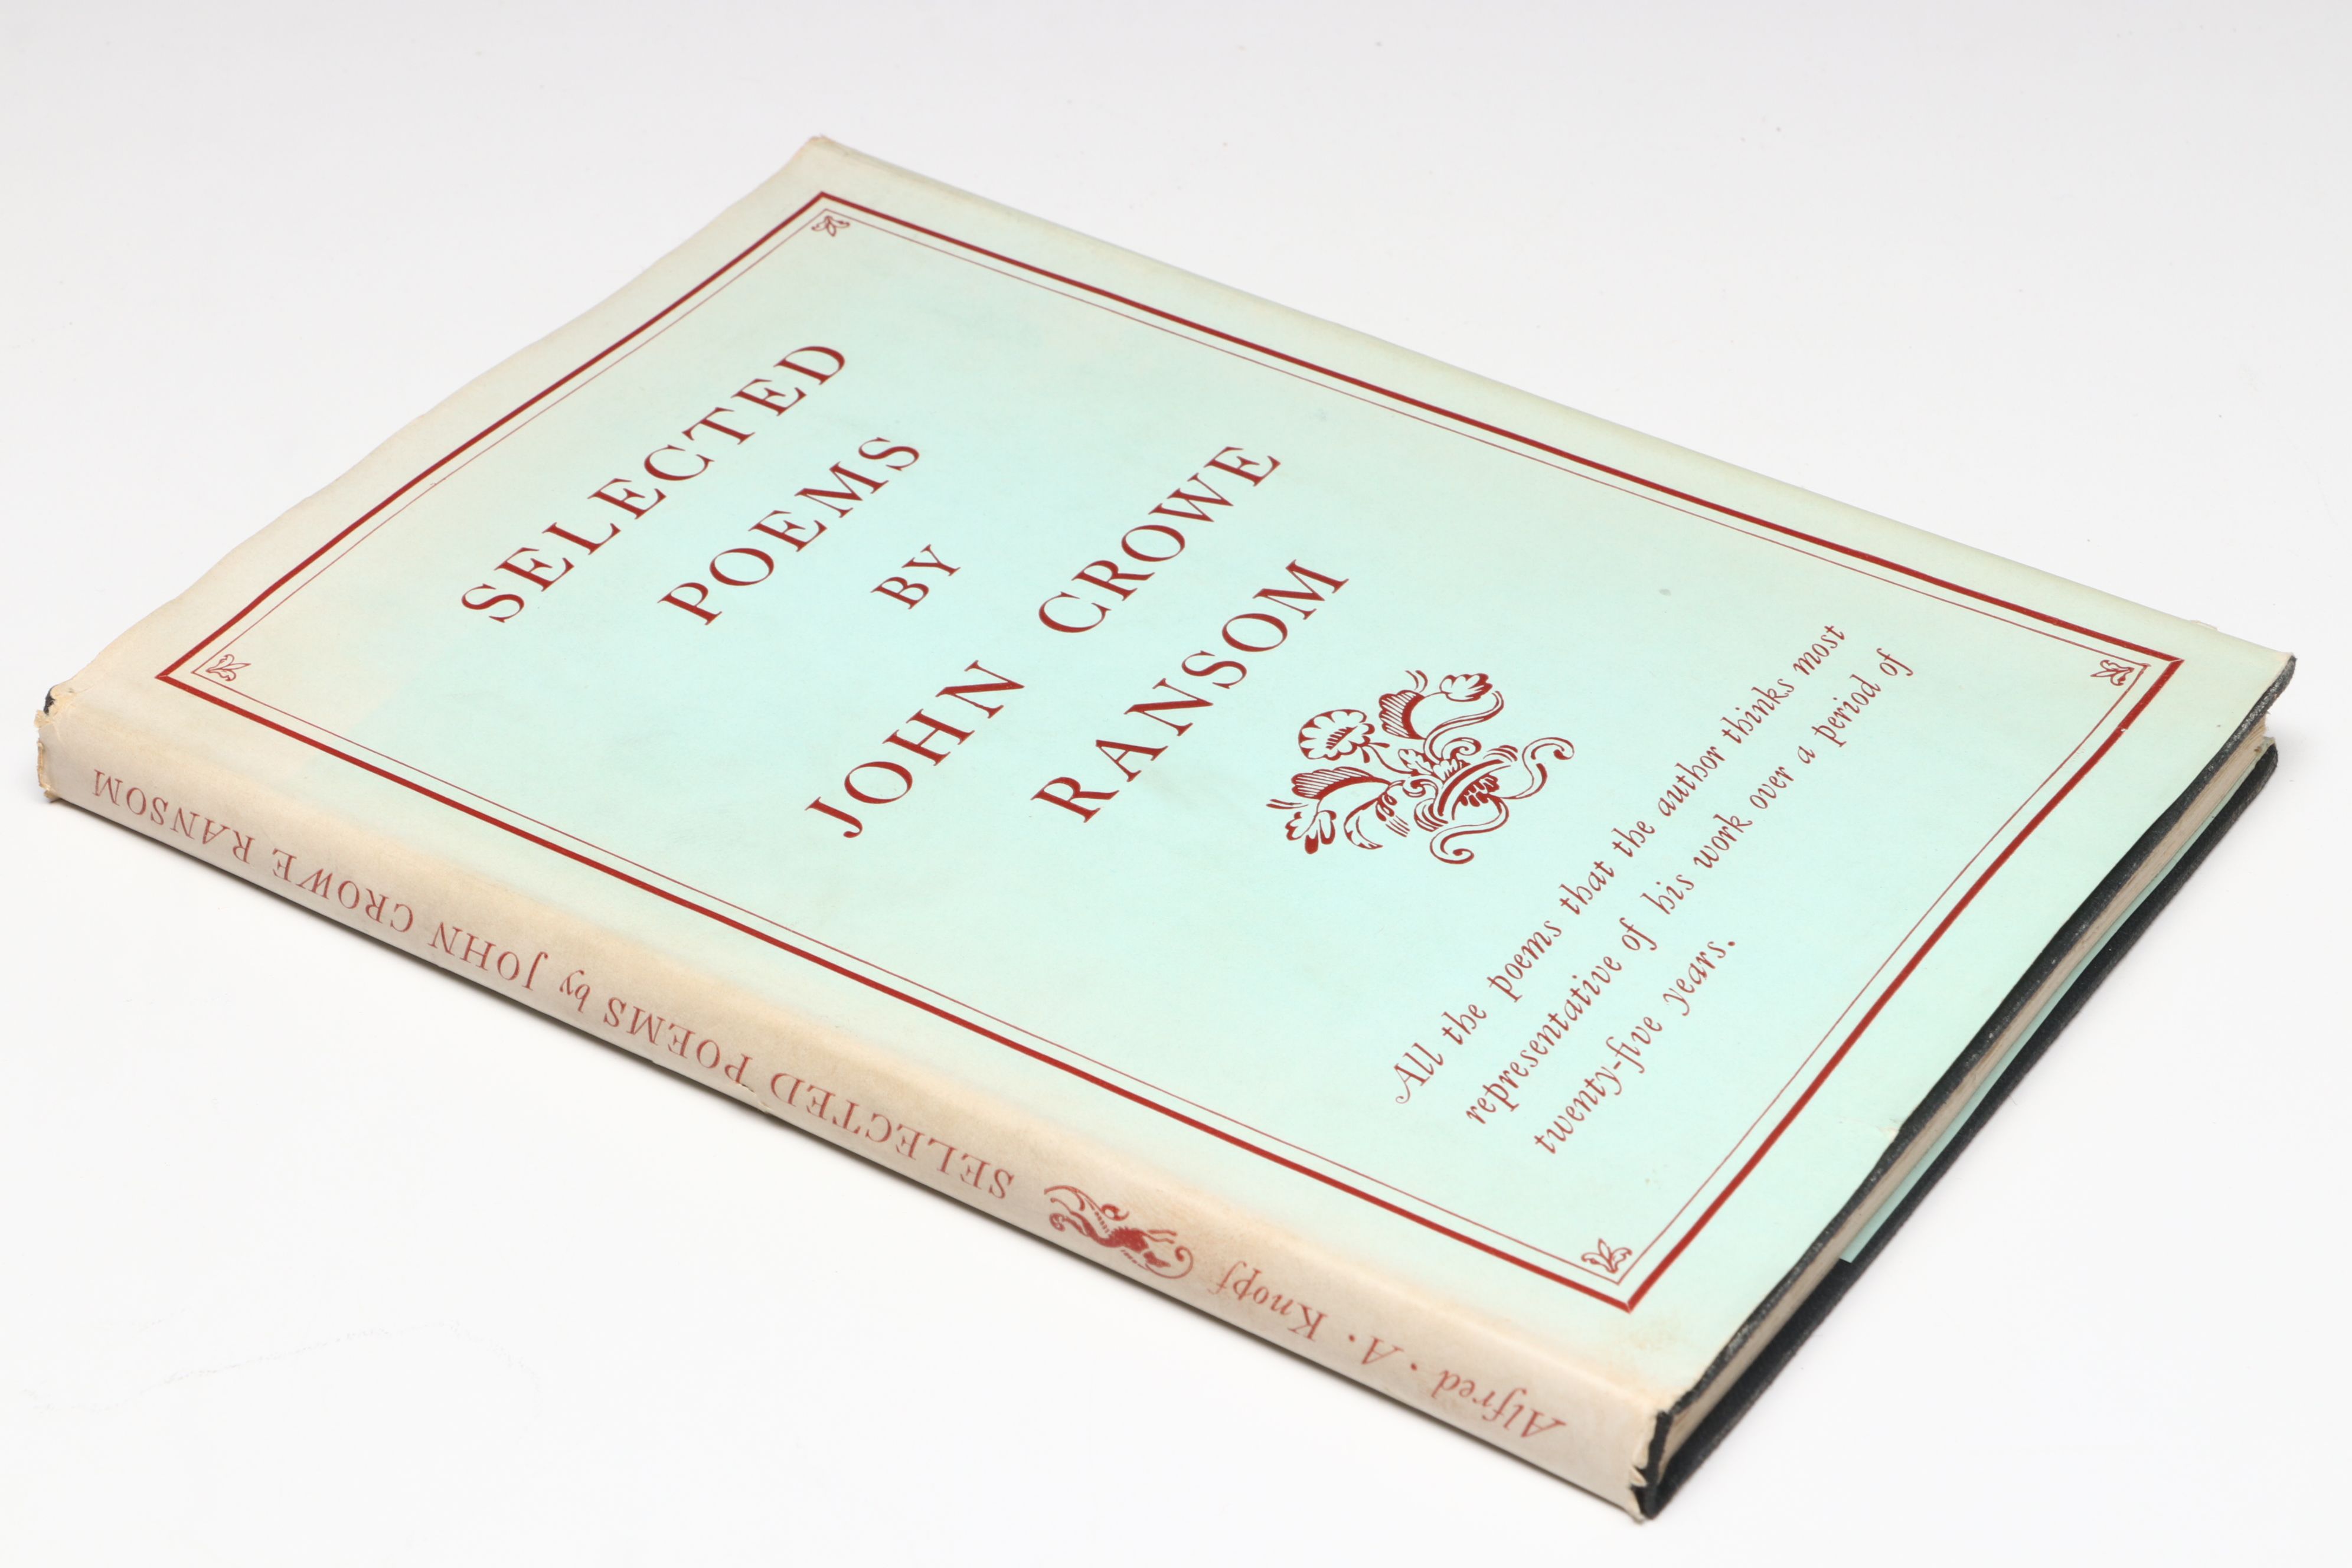 SELECTED
POEMS
BY
JOHN CROWE
RANSOM
All the poems that the author thinks most
representative of his work over a period of
twenty-five years.
Alfred · A · Knopf SELECTED POEMS by JOHN CROWE RANSOM